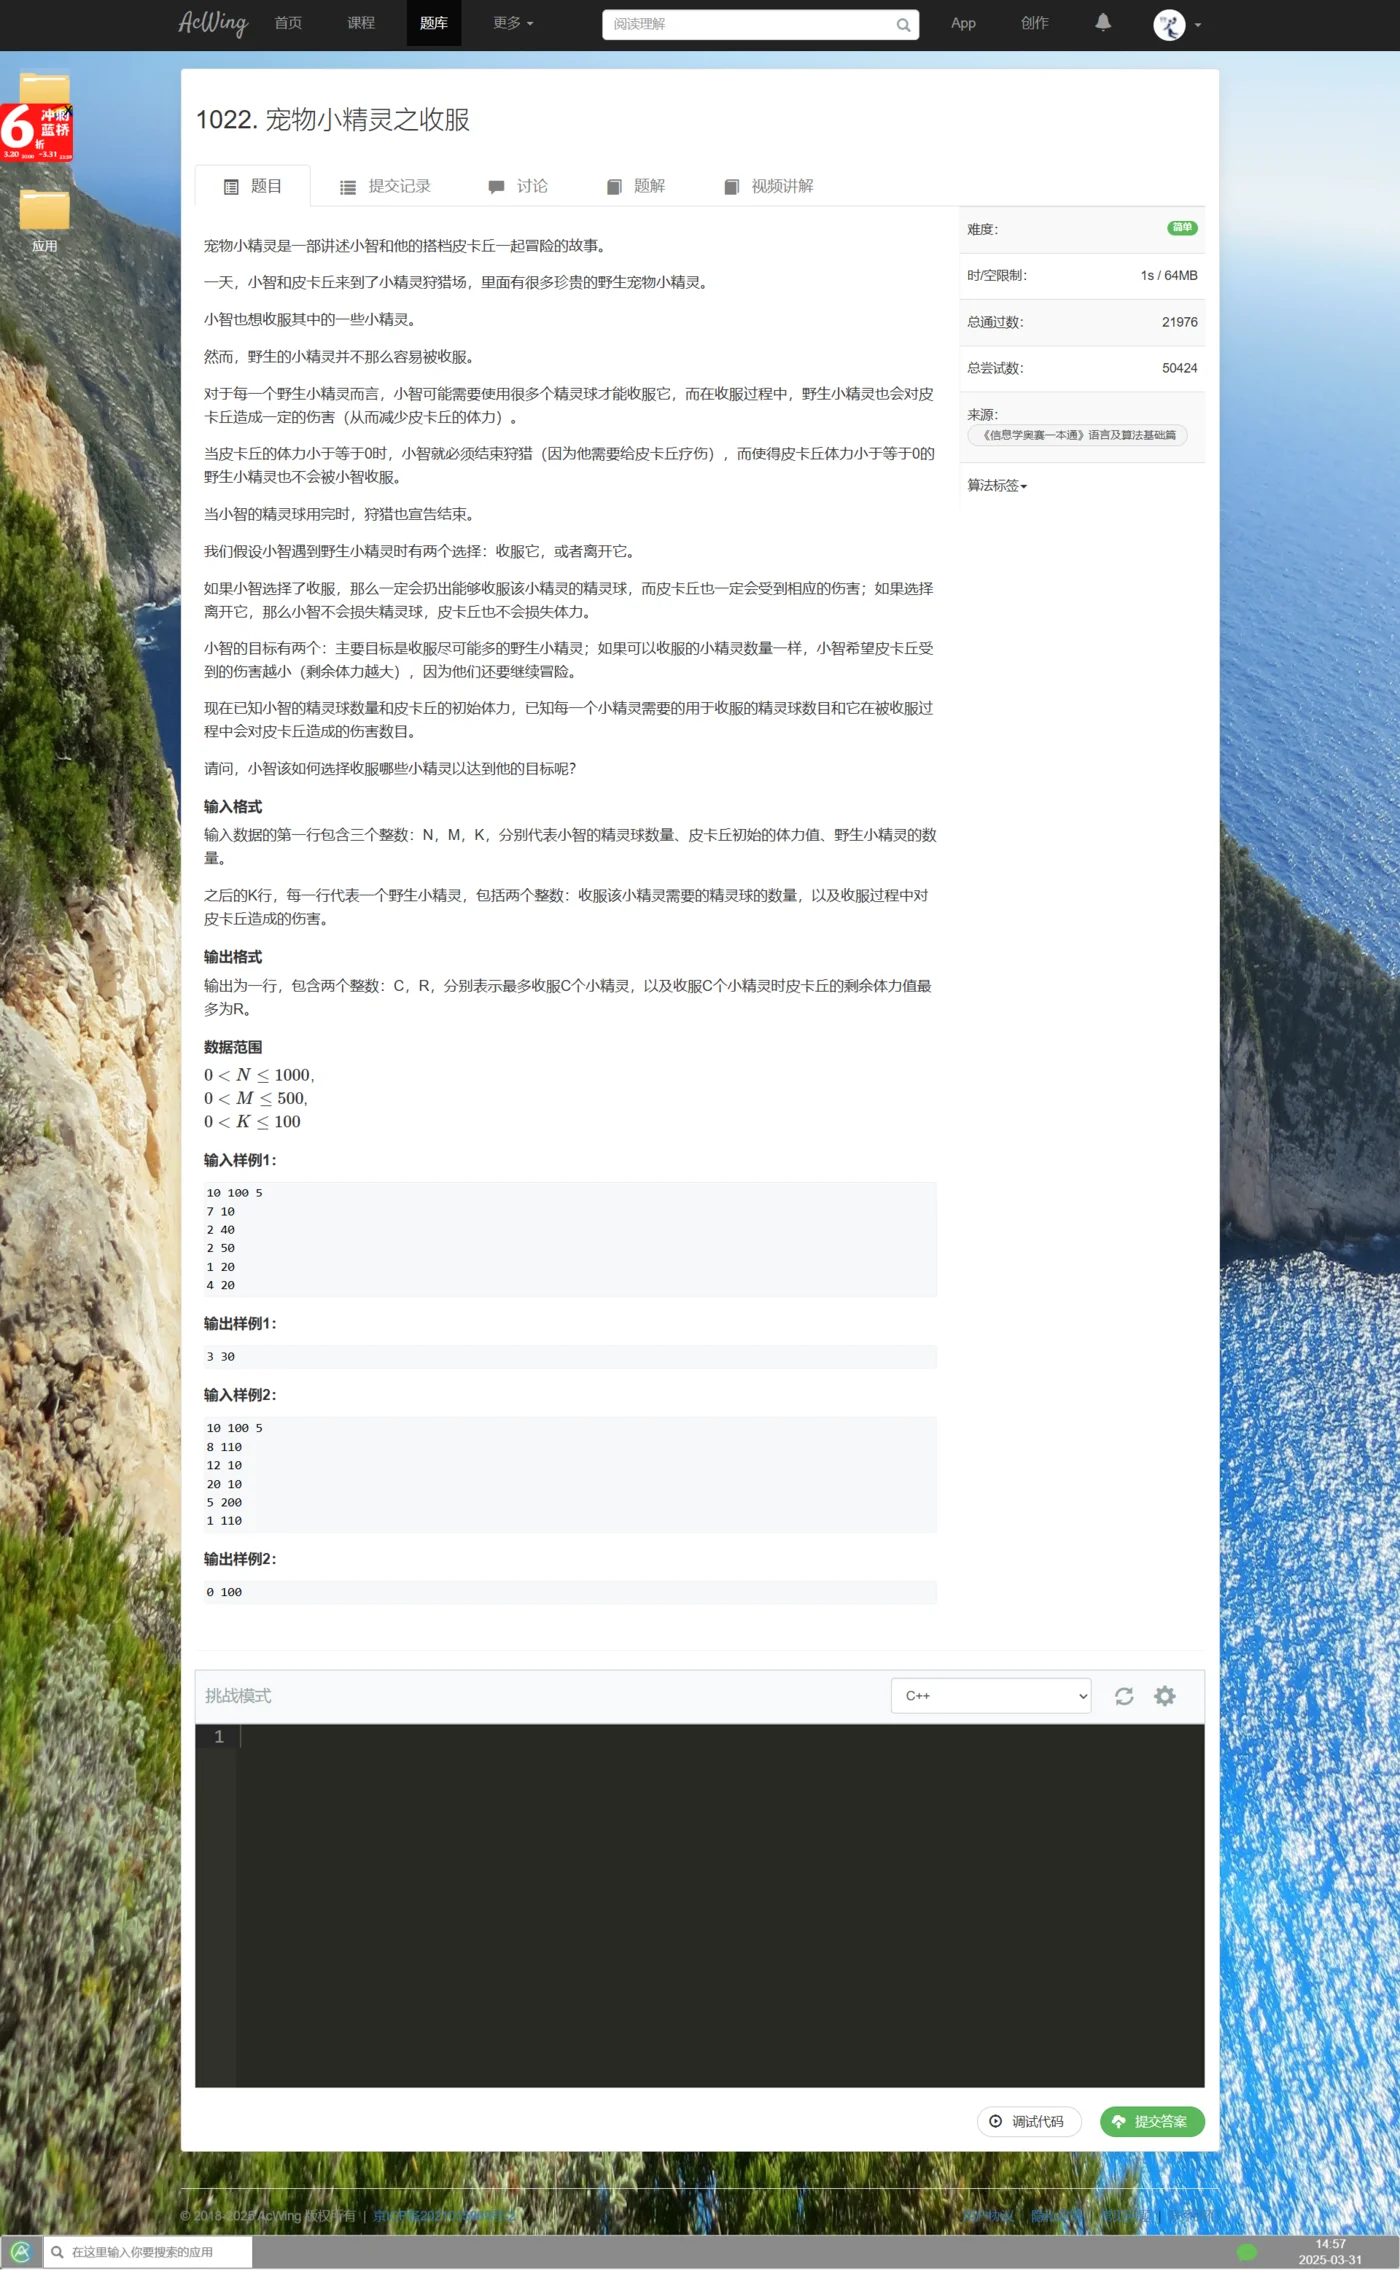 AcWing 首页 课程 题库 更多 阅读理解 App 创作
冲刺
蓝桥
6折
应用
1022. 宠物小精灵之收服
题目 提交记录 讨论 题解 视频讲解
宠物小精灵是一部讲述小智和他的搭档皮卡丘一起冒险的故事。
一天，小智和皮卡丘来到了小精灵狩猎场，里面有很多珍贵的野生宠物小精灵。
小智也想收服其中的一些小精灵。
然而，野生的小精灵并不那么容易被收服。
对于每一个野生小精灵而言，小智可能需要使用很多个精灵球才能收服它，而在收服过程中，野生小精灵也会对皮
卡丘造成一定的伤害（从而减少皮卡丘的体力）。
当皮卡丘的体力小于等于0时，小智就必须结束狩猎（因为他需要给皮卡丘疗伤），而使得皮卡丘体力小于等于0的
野生小精灵也不会被小智收服。
当小智的精灵球用完时，狩猎也宣告结束。
我们假设小智遇到野生小精灵时有两个选择：收服它，或者离开它。
如果小智选择了收服，那么一定会扔出能够收服该小精灵的精灵球，而皮卡丘也一定会受到相应的伤害；如果选择
离开它，那么小智不会损失精灵球，皮卡丘也不会损失体力。
小智的目标有两个：主要目标是收服尽可能多的野生小精灵；如果可以收服的小精灵数量一样，小智希望皮卡丘受
到的伤害越小（剩余体力越大），因为他们还要继续冒险。
现在已知小智的精灵球数量和皮卡丘的初始体力，已知每一个小精灵需要的用于收服的精灵球数目和它在被收服过
程中会对皮卡丘造成的伤害数目。
请问，小智该如何选择收服哪些小精灵以达到他的目标呢？
输入格式
输入数据的第一行包含三个整数：N，M，K，分别代表小智的精灵球数量、皮卡丘初始的体力值、野生小精灵的数
量。
之后的K行，每一行代表一个野生小精灵，包括两个整数：收服该小精灵需要的精灵球的数量，以及收服过程中对
皮卡丘造成的伤害。
输出格式
输出为一行，包含两个整数：C，R，分别表示最多收服C个小精灵，以及收服C个小精灵时皮卡丘的剩余体力值最
多为R。
数据范围
0 < N ≤ 1000,
0 < M ≤ 500,
0 < K ≤ 100
输入样例1：
10 100 5
7 10
2 40
2 50
1 20
4 20
输出样例1：
3 30
输入样例2：
10 100 5
8 110
12 10
20 10
5 200
1 110
输出样例2：
0 100
难度： 简单
时/空限制： 1s / 64MB
总通过数： 21976
总尝试数： 50424
来源：
《信息学奥赛一本通》语言及算法基础篇
算法标签
挑战模式 C++
1
调试代码 提交答案
AcWing 版权所有 |
在这里输入你要搜索的应用
14:57
2025-03-31